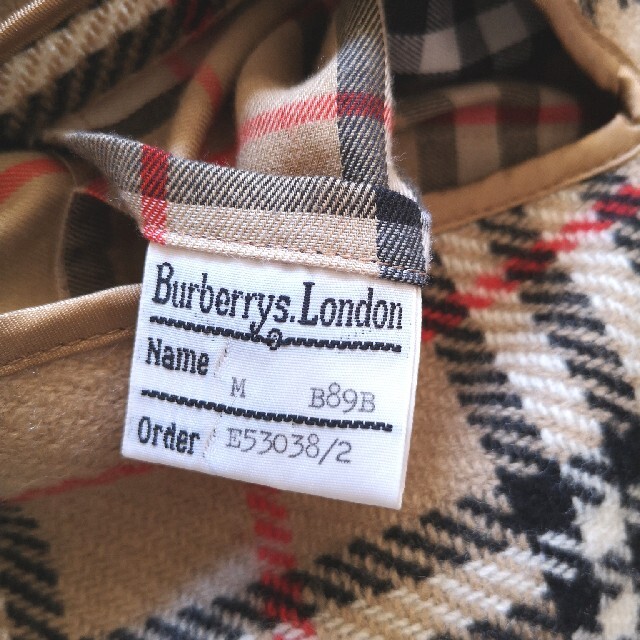 Burberrys. London
Name M B89B
Order E53038/2